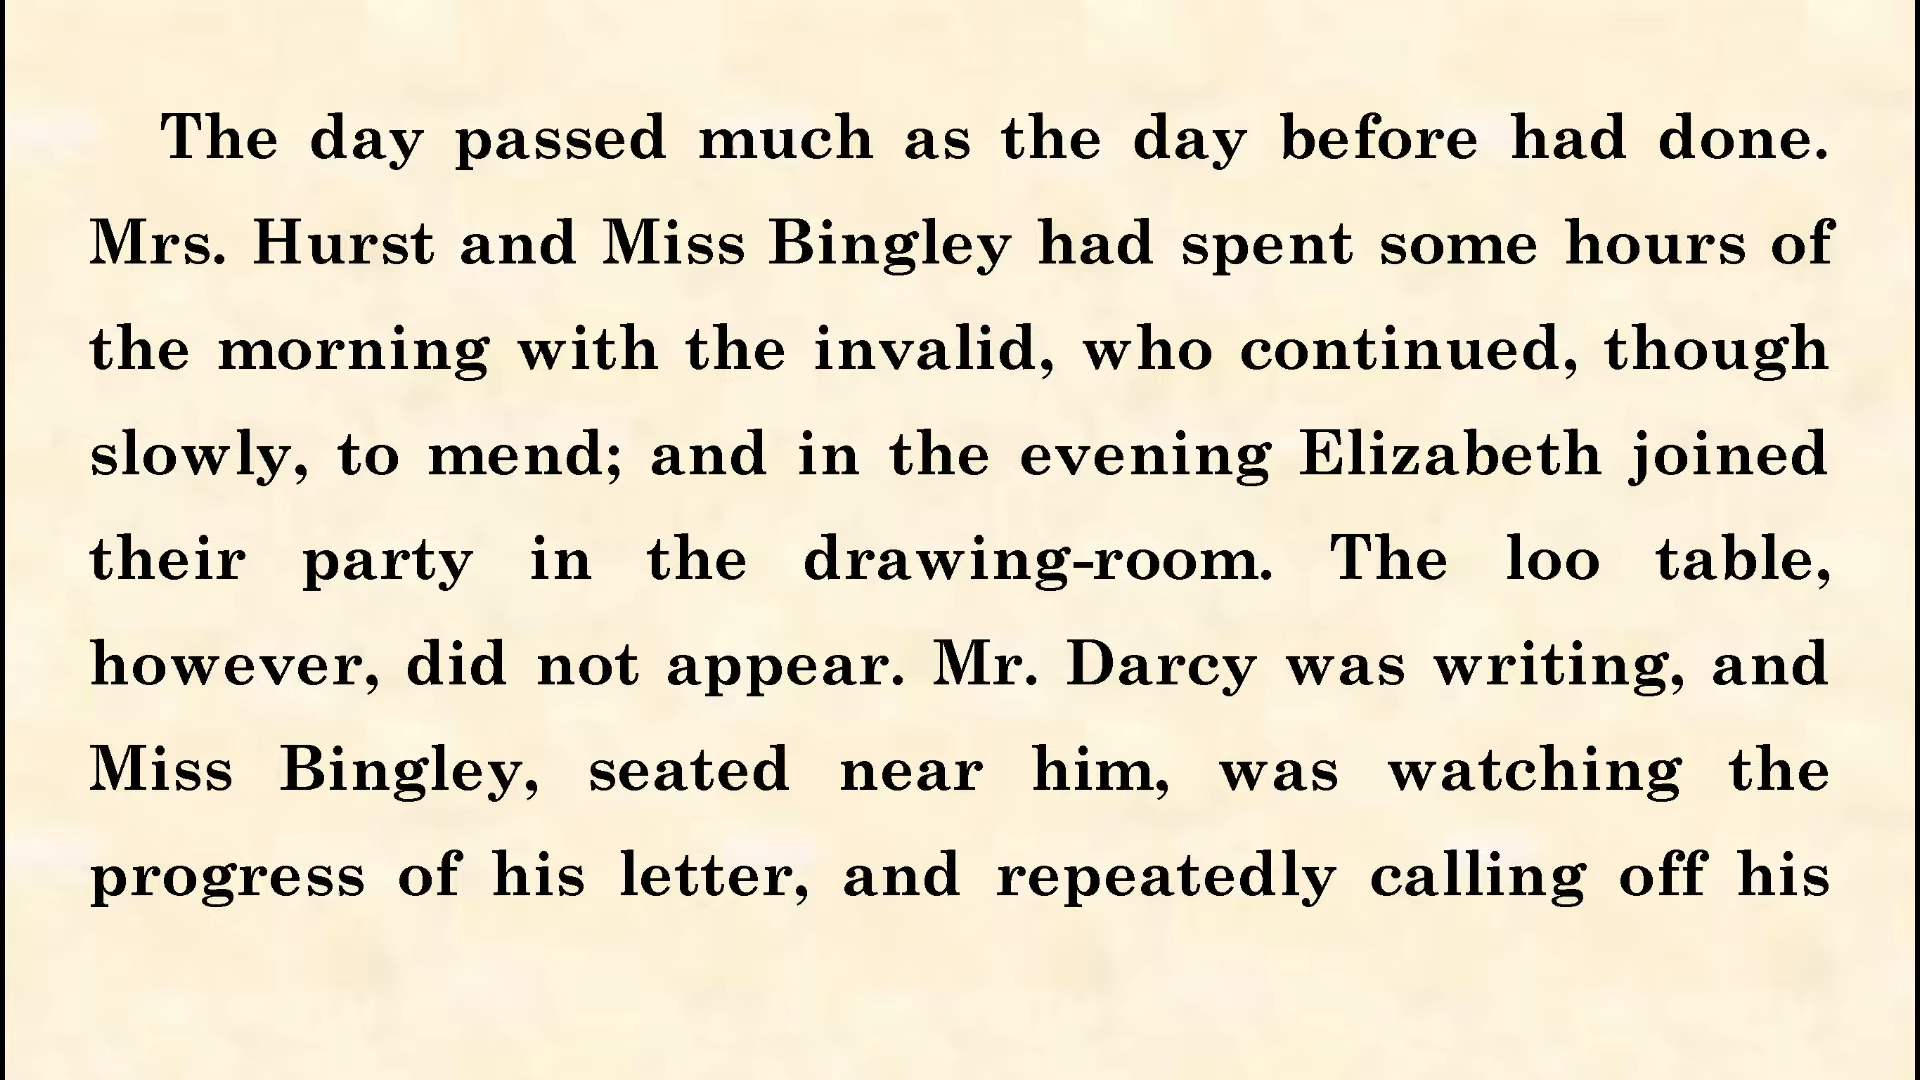 The day passed much as the day before had done.
Mrs. Hurst and Miss Bingley had spent some hours of
the morning with the invalid, who continued, though
slowly, to mend; and in the evening Elizabeth joined
their party in the drawing-room. The loo table,
however, did not appear. Mr. Darcy was writing, and
Miss Bingley, seated near him, was watching the
progress of his letter, and repeatedly calling off his